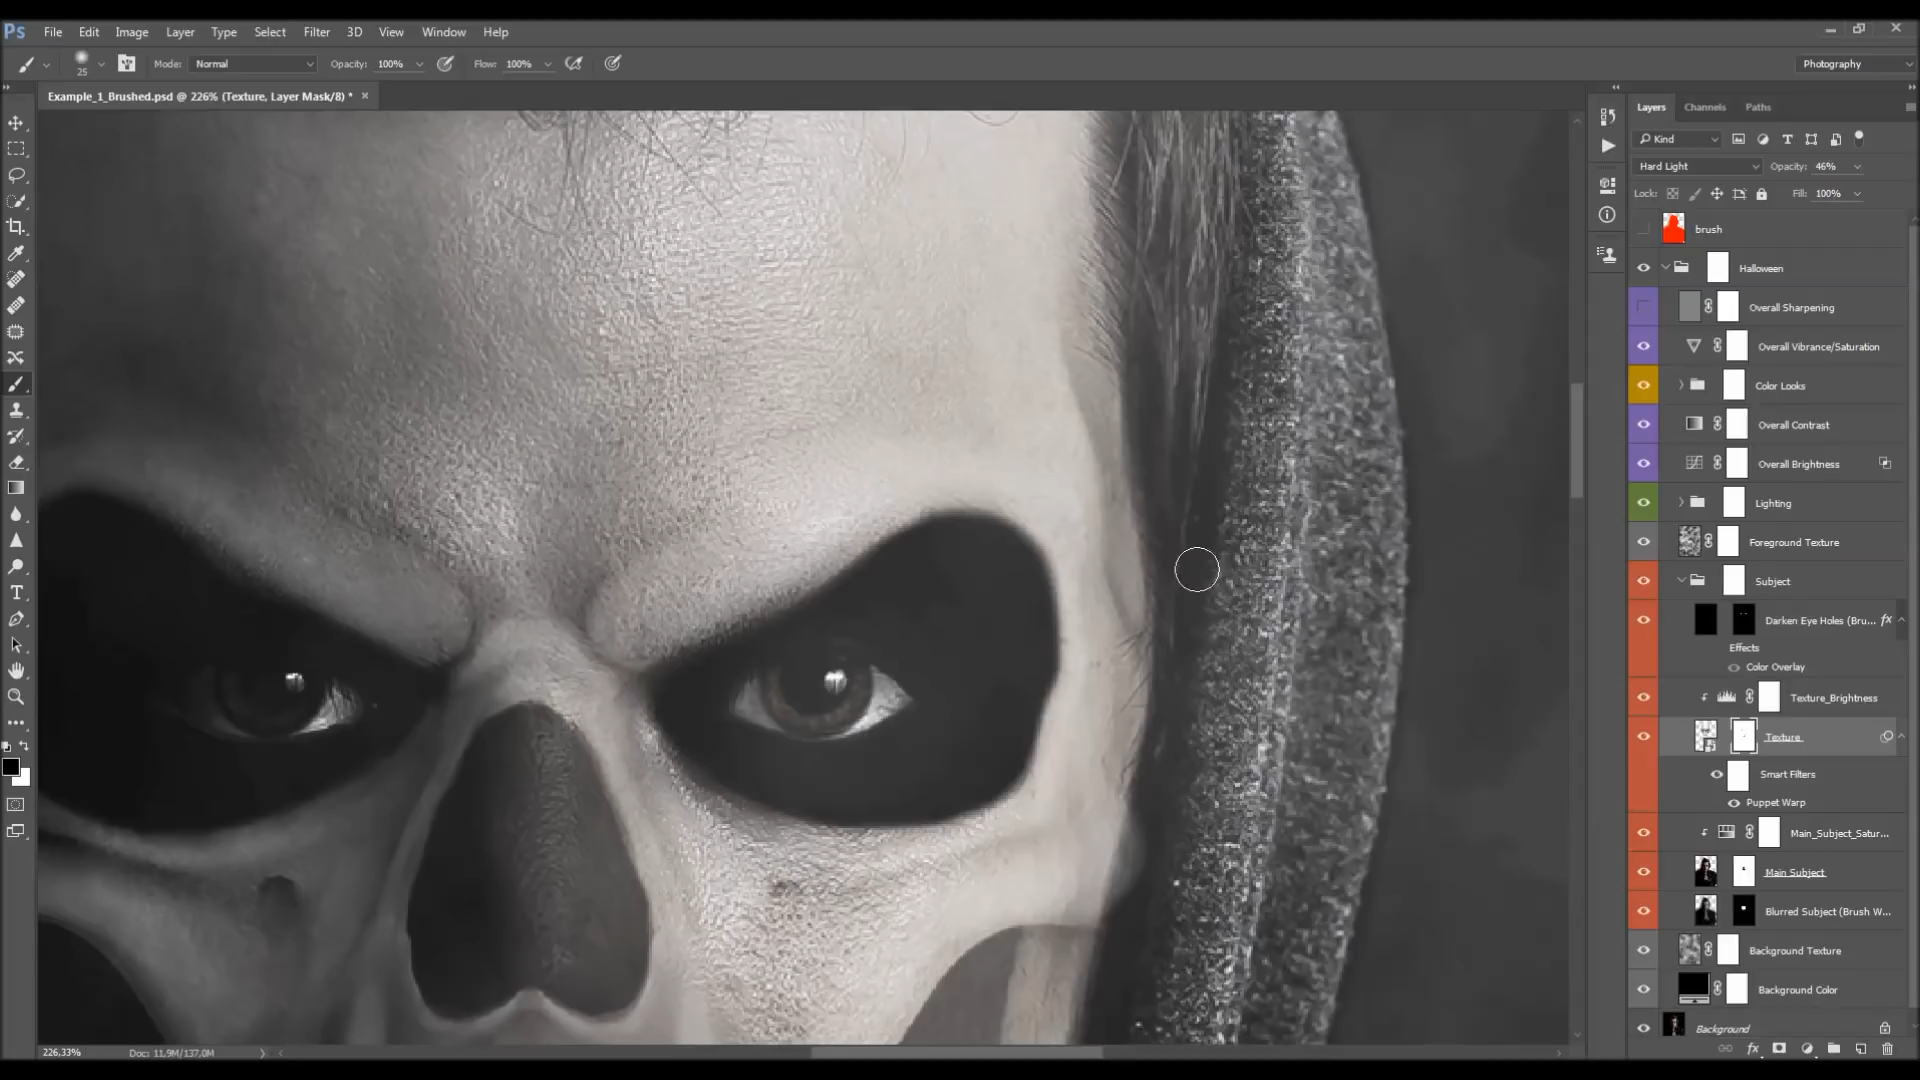 Ps File Edit Image Layer Type Select Filter 3D View Window Help
25 Mode: Normal Opacity: 100% Flow: 100% Photography
Example_1_Brushed.psd @ 226% (Texture, Layer Mask/8) *
Layers Channels Paths
Kind
Hard Light Opacity: 46%
Lock: Fill: 100%
brush
Halloween
Overall Sharpening
Overall Vibrance/Saturation
Color Looks
Overall Contrast
Overall Brightness
Lighting
Foreground Texture
Subject
Darken Eye Holes (Bru... fx
Effects
Color Overlay
Texture_Brightness
Texture
Smart Filters
Puppet Warp
Main_Subject_Satur...
Main Subject
Blurred Subject (Brush W...
Background Texture
Background Color
Background
226,33% Doc: 11,9M/137,0M
fx